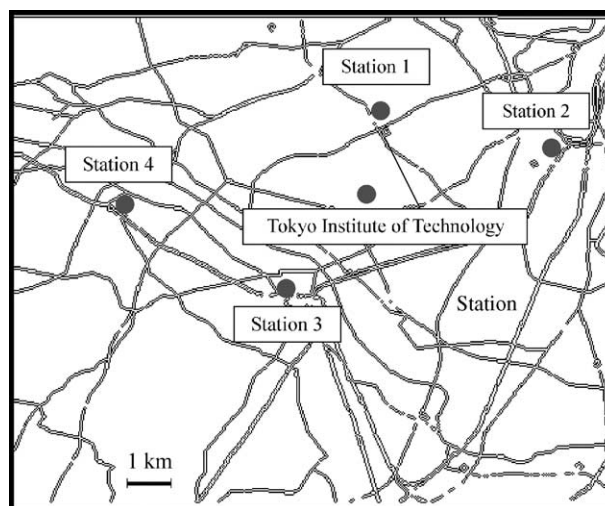 Station 1
Station 2
Station 4
Tokyo Institute of Technology
Station
Station 3
1 km